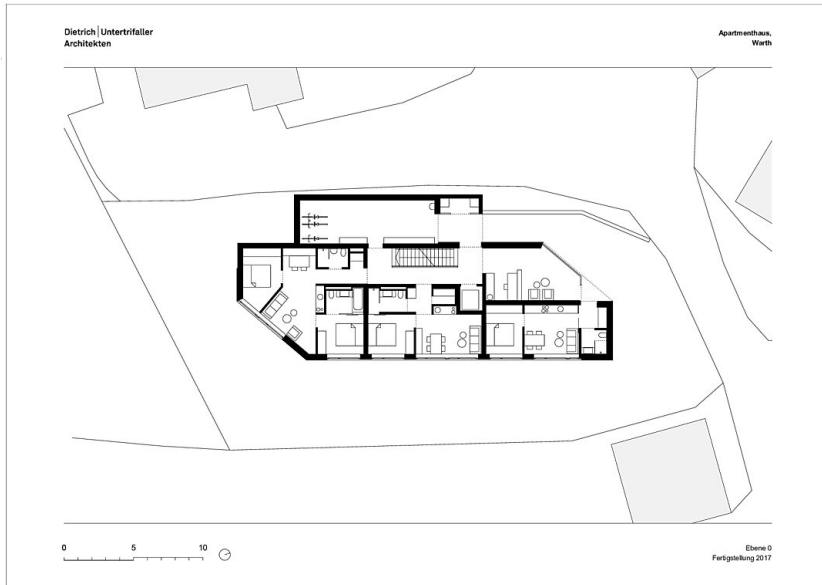 Dietrich | Untertrifaller
Architekten
Apartmenthaus,
Warth
0 5 10
Ebene 0
Fertigstellung 2017